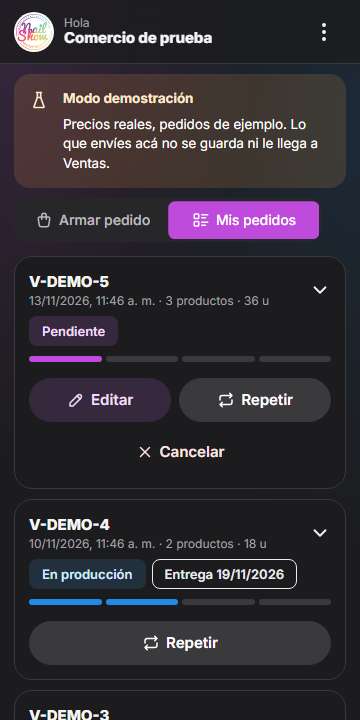 Nail
Show
Hola
Comercio de prueba
Modo demostración
Precios reales, pedidos de ejemplo. Lo
que envíes acá no se guarda ni le llega a
Ventas.
Armar pedido
Mis pedidos
V-DEMO-5
13/11/2026, 11:46 a. m. · 3 productos · 36 u
Pendiente
Editar
Repetir
Cancelar
V-DEMO-4
10/11/2026, 11:46 a. m. · 2 productos · 18 u
En producción
Entrega 19/11/2026
Repetir
V-DEMO-3